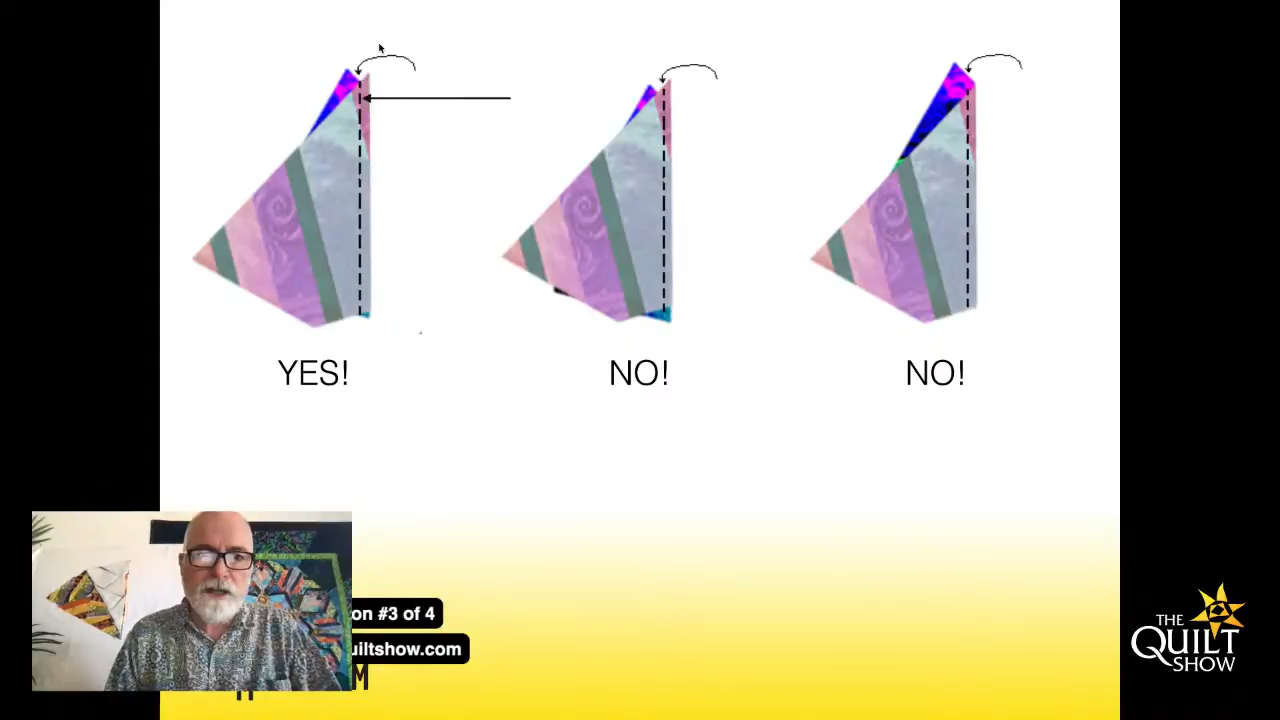 YES!
NO!
NO!
on #3 of 4
uiltshow.com
M
THE
QUILT
SHOW